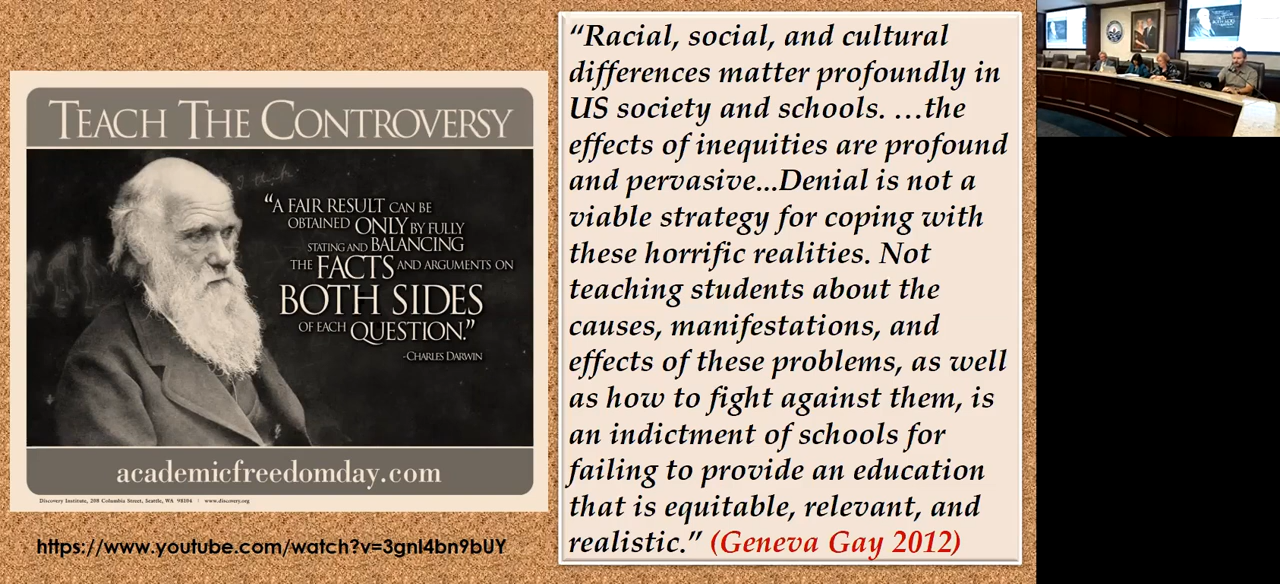 TEACH THE CONTROVERSY
"A FAIR RESULT CAN BE
OBTAINED ONLY BY FULLY
STATING AND BALANCING
THE FACTS AND ARGUMENTS ON
BOTH SIDES
OF EACH QUESTION."
-CHARLES DARWIN
academicfreedomday.com
Discovery Institute, 208 Columbia Street, Seattle, WA 98104 | www.discovery.org
https://www.youtube.com/watch?v=3gnI4bn9bUY
“Racial, social, and cultural
differences matter profoundly in
US society and schools. …the
effects of inequities are profound
and pervasive...Denial is not a
viable strategy for coping with
these horrific realities. Not
teaching students about the
causes, manifestations, and
effects of these problems, as well
as how to fight against them, is
an indictment of schools for
failing to provide an education
that is equitable, relevant, and
realistic.” (Geneva Gay 2012)